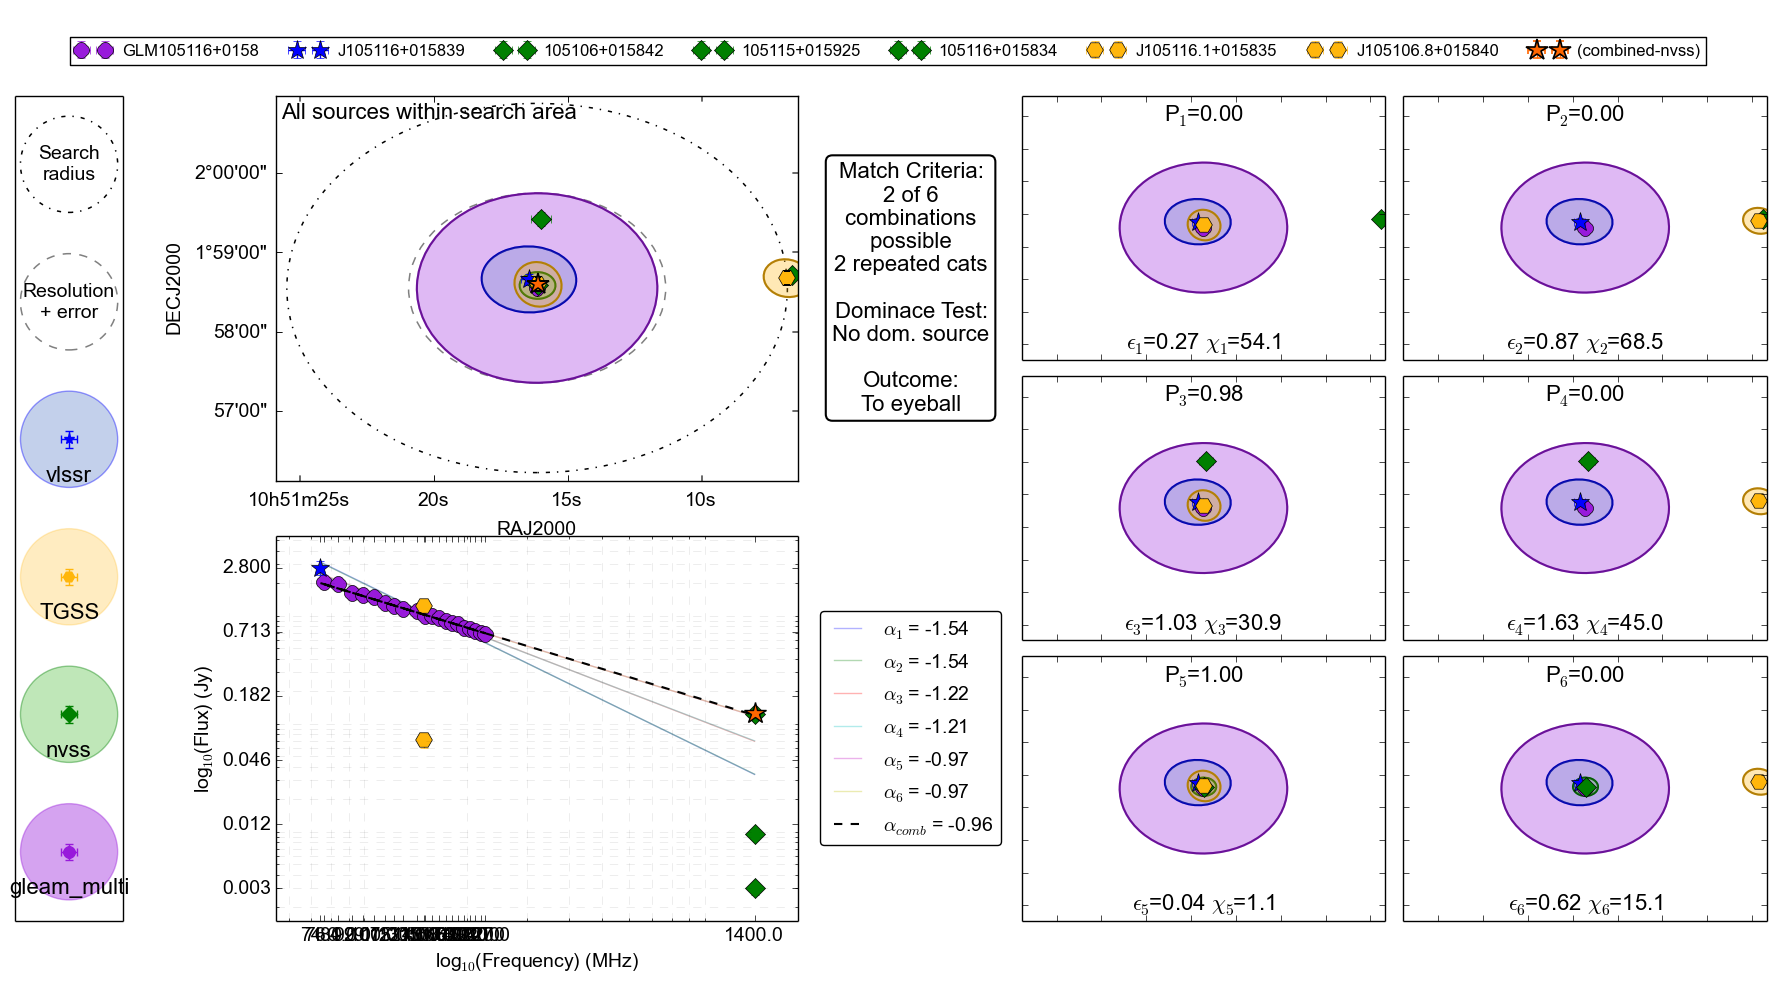 GLM105116+0158 J105116+015839 105106+015842 105115+015925 105116+015834 J105116.1+015835 J105106.8+015840 (combined-nvss)
Search
radius
Resolution
+ error
vlssr
TGSS
nvss
gleam_multi
All sources within search area
2°00'00"
1°59'00"
58'00"
57'00"
DECJ2000
10h51m25s 20s 15s 10s
RAJ2000
Match Criteria:
2 of 6
combinations
possible
2 repeated cats
Dominace Test:
No dom. source
Outcome:
To eyeball
2.800
0.713
0.182
0.046
0.012
0.003
log₁₀(Flux) (Jy)
1400.0
log₁₀(Frequency) (MHz)
α₁ = -1.54
α₂ = -1.54
α₃ = -1.22
α₄ = -1.21
α₅ = -0.97
α₆ = -0.97
α_comb = -0.96
P₁=0.00
ϵ₁=0.27 χ₁=54.1
P₂=0.00
ϵ₂=0.87 χ₂=68.5
P₃=0.98
ϵ₃=1.03 χ₃=30.9
P₄=0.00
ϵ₄=1.63 χ₄=45.0
P₅=1.00
ϵ₅=0.04 χ₅=1.1
P₆=0.00
ϵ₆=0.62 χ₆=15.1